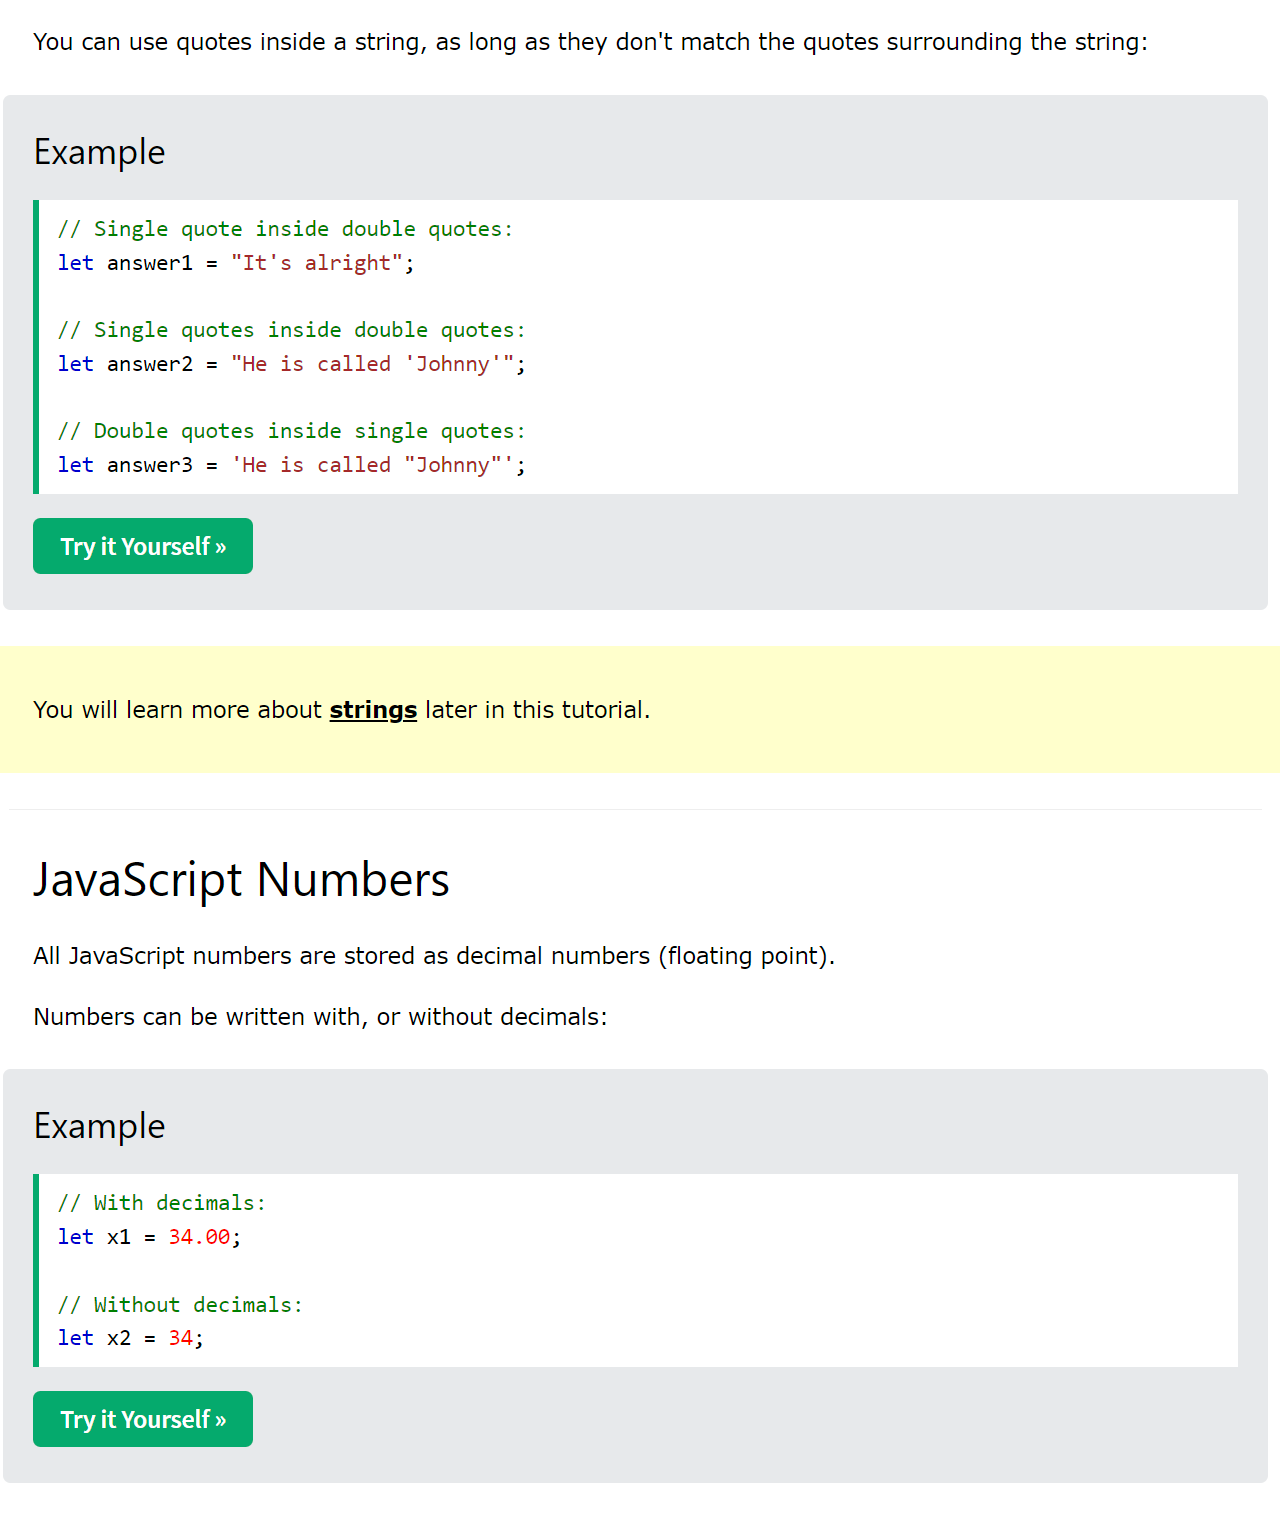 You can use quotes inside a string, as long as they don't match the quotes surrounding the string:
Example
// Single quote inside double quotes:
let answer1 = "It's alright";
// Single quotes inside double quotes:
let answer2 = "He is called 'Johnny'";
// Double quotes inside single quotes:
let answer3 = 'He is called "Johnny"';
Try it Yourself »
You will learn more about strings later in this tutorial.
JavaScript Numbers
All JavaScript numbers are stored as decimal numbers (floating point).
Numbers can be written with, or without decimals:
Example
// With decimals:
let x1 = 34.00;
// Without decimals:
let x2 = 34;
Try it Yourself »